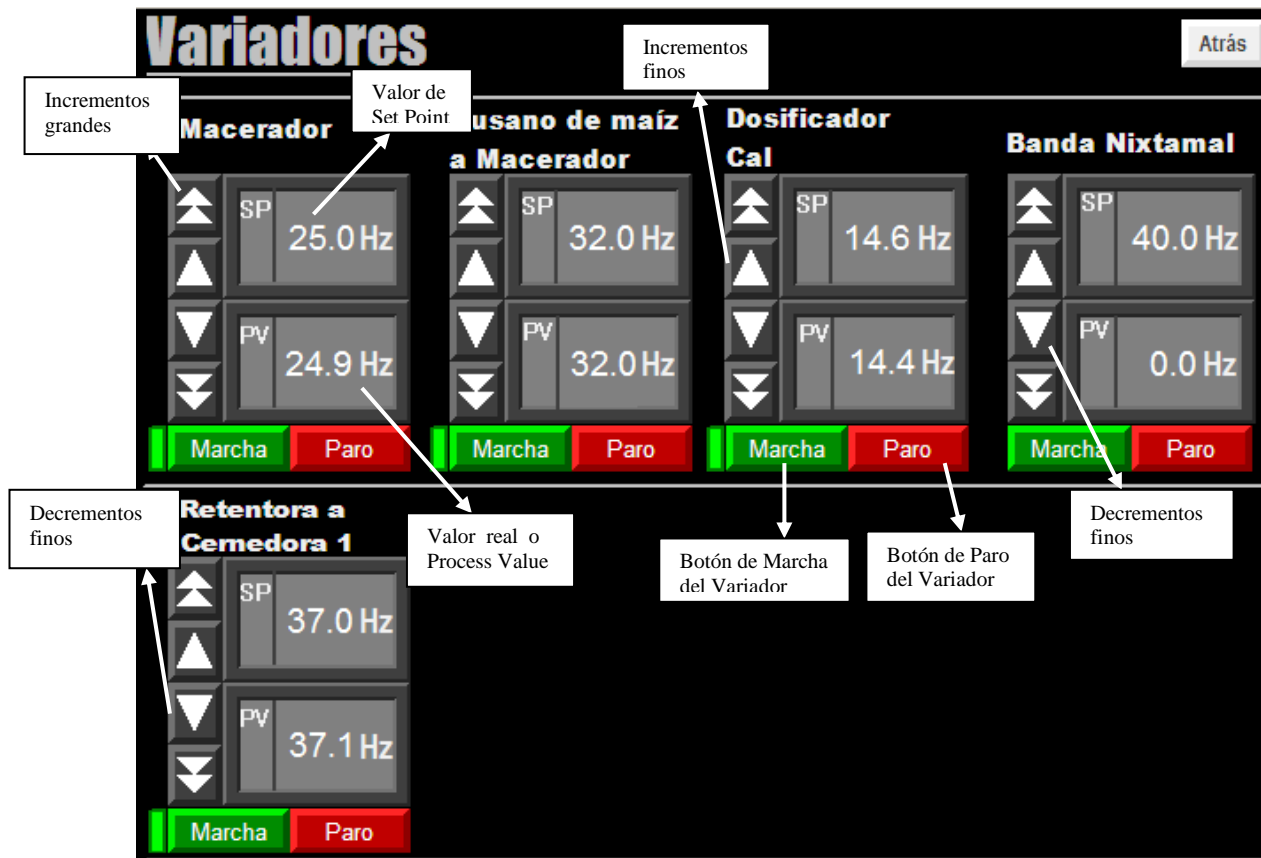 Variadores
Atrás
Incrementos
finos
Incrementos
grandes
Valor de
Set Point
Macerador
usano de maíz
a Macerador
Dosificador
Cal
Banda Nixtamal
SP
25.0 Hz
PV
24.9 Hz
Marcha
Paro
SP
32.0 Hz
PV
32.0 Hz
Marcha
Paro
SP
14.6 Hz
PV
14.4 Hz
Marcha
Paro
SP
40.0 Hz
PV
0.0 Hz
Marcha
Paro
Decrementos
finos
Valor real o
Process Value
Botón de Marcha
del Variador
Botón de Paro
del Variador
Decrementos
finos
Retentora a
Cernedora 1
SP
37.0 Hz
PV
37.1 Hz
Marcha
Paro